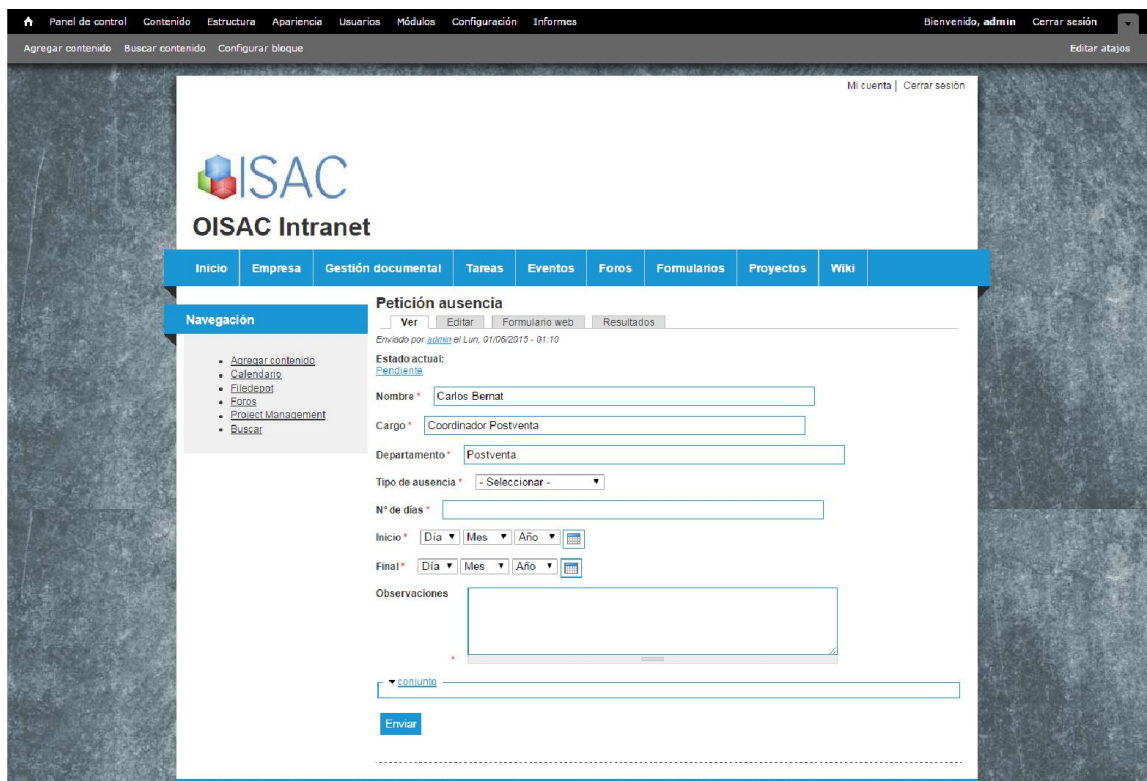 Panel de control Contenido Estructura Apariencia Usuarios Módulos Configuración Informes Bienvenido, admin Cerrar sesión
Agregar contenido Buscar contenido Configurar bloque Editar atajos
Mi cuenta | Cerrar sesión
ISAC
OISAC Intranet
Inicio Empresa Gestión documental Tareas Eventos Foros Formularios Proyectos Wiki
Navegación
Agregar contenido
Calendario
Filedepot
Foros
Project Management
Buscar
Petición ausencia
Ver Editar Formulario web Resultados
Enviado por admin el Lun, 01/06/2015 - 01:10
Estado actual:
Pendiente
Nombre * Carlos Bernat
Cargo * Coordinador Postventa
Departamento * Postventa
Tipo de ausencia * - Seleccionar -
Nº de días *
Inicio * Día Mes Año
Final * Día Mes Año
Observaciones
*
conjunto
Enviar